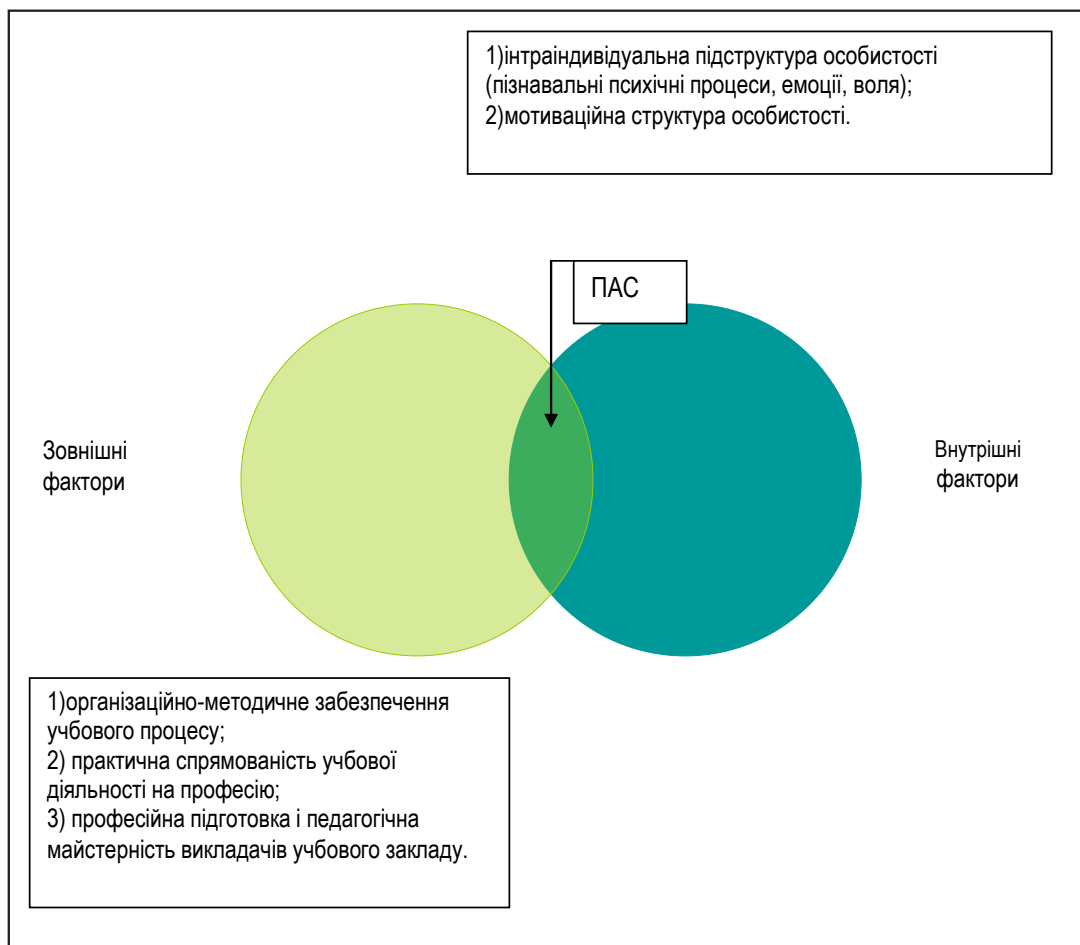 1)інтраіндивідуальна підструктура особистості
(пізнавальні психічні процеси, емоції, воля);
2)мотиваційна структура особистості.
ПАС
Зовнішні
фактори
Внутрішні
фактори
1)організаційно-методичне забезпечення
учбового процесу;
2) практична спрямованість учбової
діяльності на професію;
3) професійна підготовка і педагогічна
майстерність викладачів учбового закладу.